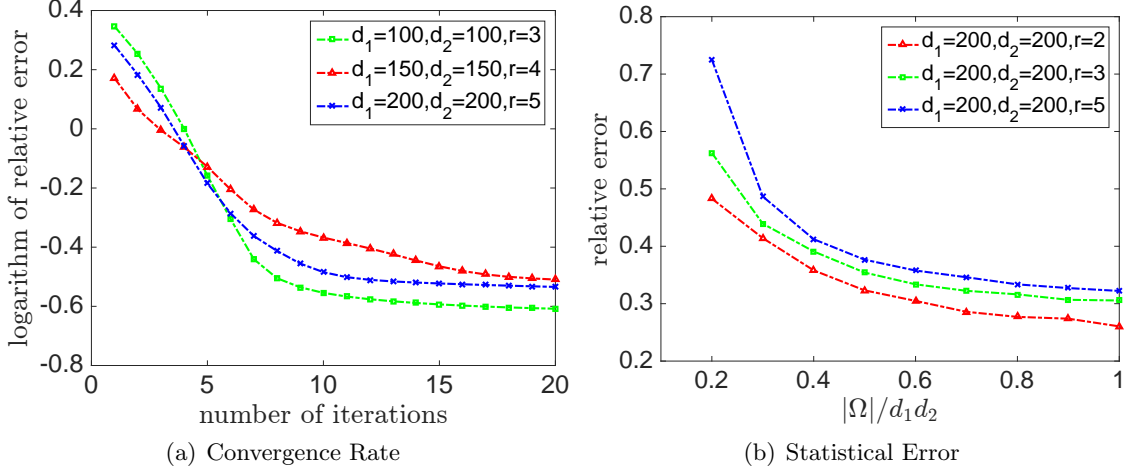 0.4
0.2
0
-0.2
-0.4
-0.6
-0.8
0
5
10
15
20
logarithm of relative error
number of iterations
d1=100,d2=100,r=3
d1=150,d2=150,r=4
d1=200,d2=200,r=5
(a) Convergence Rate
0.8
0.7
0.6
0.5
0.4
0.3
0.2
0.2
0.4
0.6
0.8
1
relative error
|Ω|/d1d2
d1=200,d2=200,r=2
d1=200,d2=200,r=3
d1=200,d2=200,r=5
(b) Statistical Error